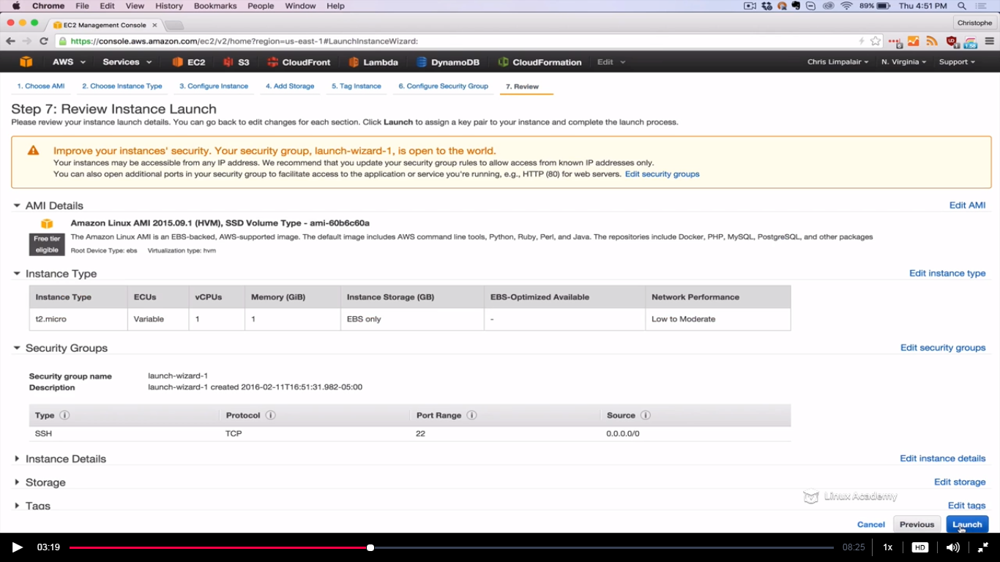 Chrome File Edit View History Bookmarks People Window Help 89% Thu 4:51 PM
EC2 Management Console
Christophe
https://console.aws.amazon.com/ec2/v2/home?region=us-east-1#LaunchInstanceWizard:
AWS Services EC2 S3 CloudFront Lambda DynamoDB CloudFormation Edit Chris Limpalair N. Virginia Support
1. Choose AMI 2. Choose Instance Type 3. Configure Instance 4. Add Storage 5. Tag Instance 6. Configure Security Group 7. Review
Step 7: Review Instance Launch
Please review your instance launch details. You can go back to edit changes for each section. Click Launch to assign a key pair to your instance and complete the launch process.
Improve your instances' security. Your security group, launch-wizard-1, is open to the world.
Your instances may be accessible from any IP address. We recommend that you update your security group rules to allow access from known IP addresses only.
You can also open additional ports in your security group to facilitate access to the application or service you're running, e.g., HTTP (80) for web servers. Edit security groups
AMI Details Edit AMI
Amazon Linux AMI 2015.09.1 (HVM), SSD Volume Type - ami-60b6c60a
Free tier eligible
The Amazon Linux AMI is an EBS-backed, AWS-supported image. The default image includes AWS command line tools, Python, Ruby, Perl, and Java. The repositories include Docker, PHP, MySQL, PostgreSQL, and other packages
Root Device Type: ebs Virtualization type: hvm
Instance Type Edit instance type
Instance Type ECUs vCPUs Memory (GiB) Instance Storage (GB) EBS-Optimized Available Network Performance
t2.micro Variable 1 1 EBS only - Low to Moderate
Security Groups Edit security groups
Security group name launch-wizard-1
Description launch-wizard-1 created 2016-02-11T16:51:31.982-05:00
Type Protocol Port Range Source
SSH TCP 22 0.0.0.0/0
Instance Details Edit instance details
Storage Edit storage
Linux Academy
Tags Edit tags
Cancel Previous Launch
03:19 08:25 1x HD